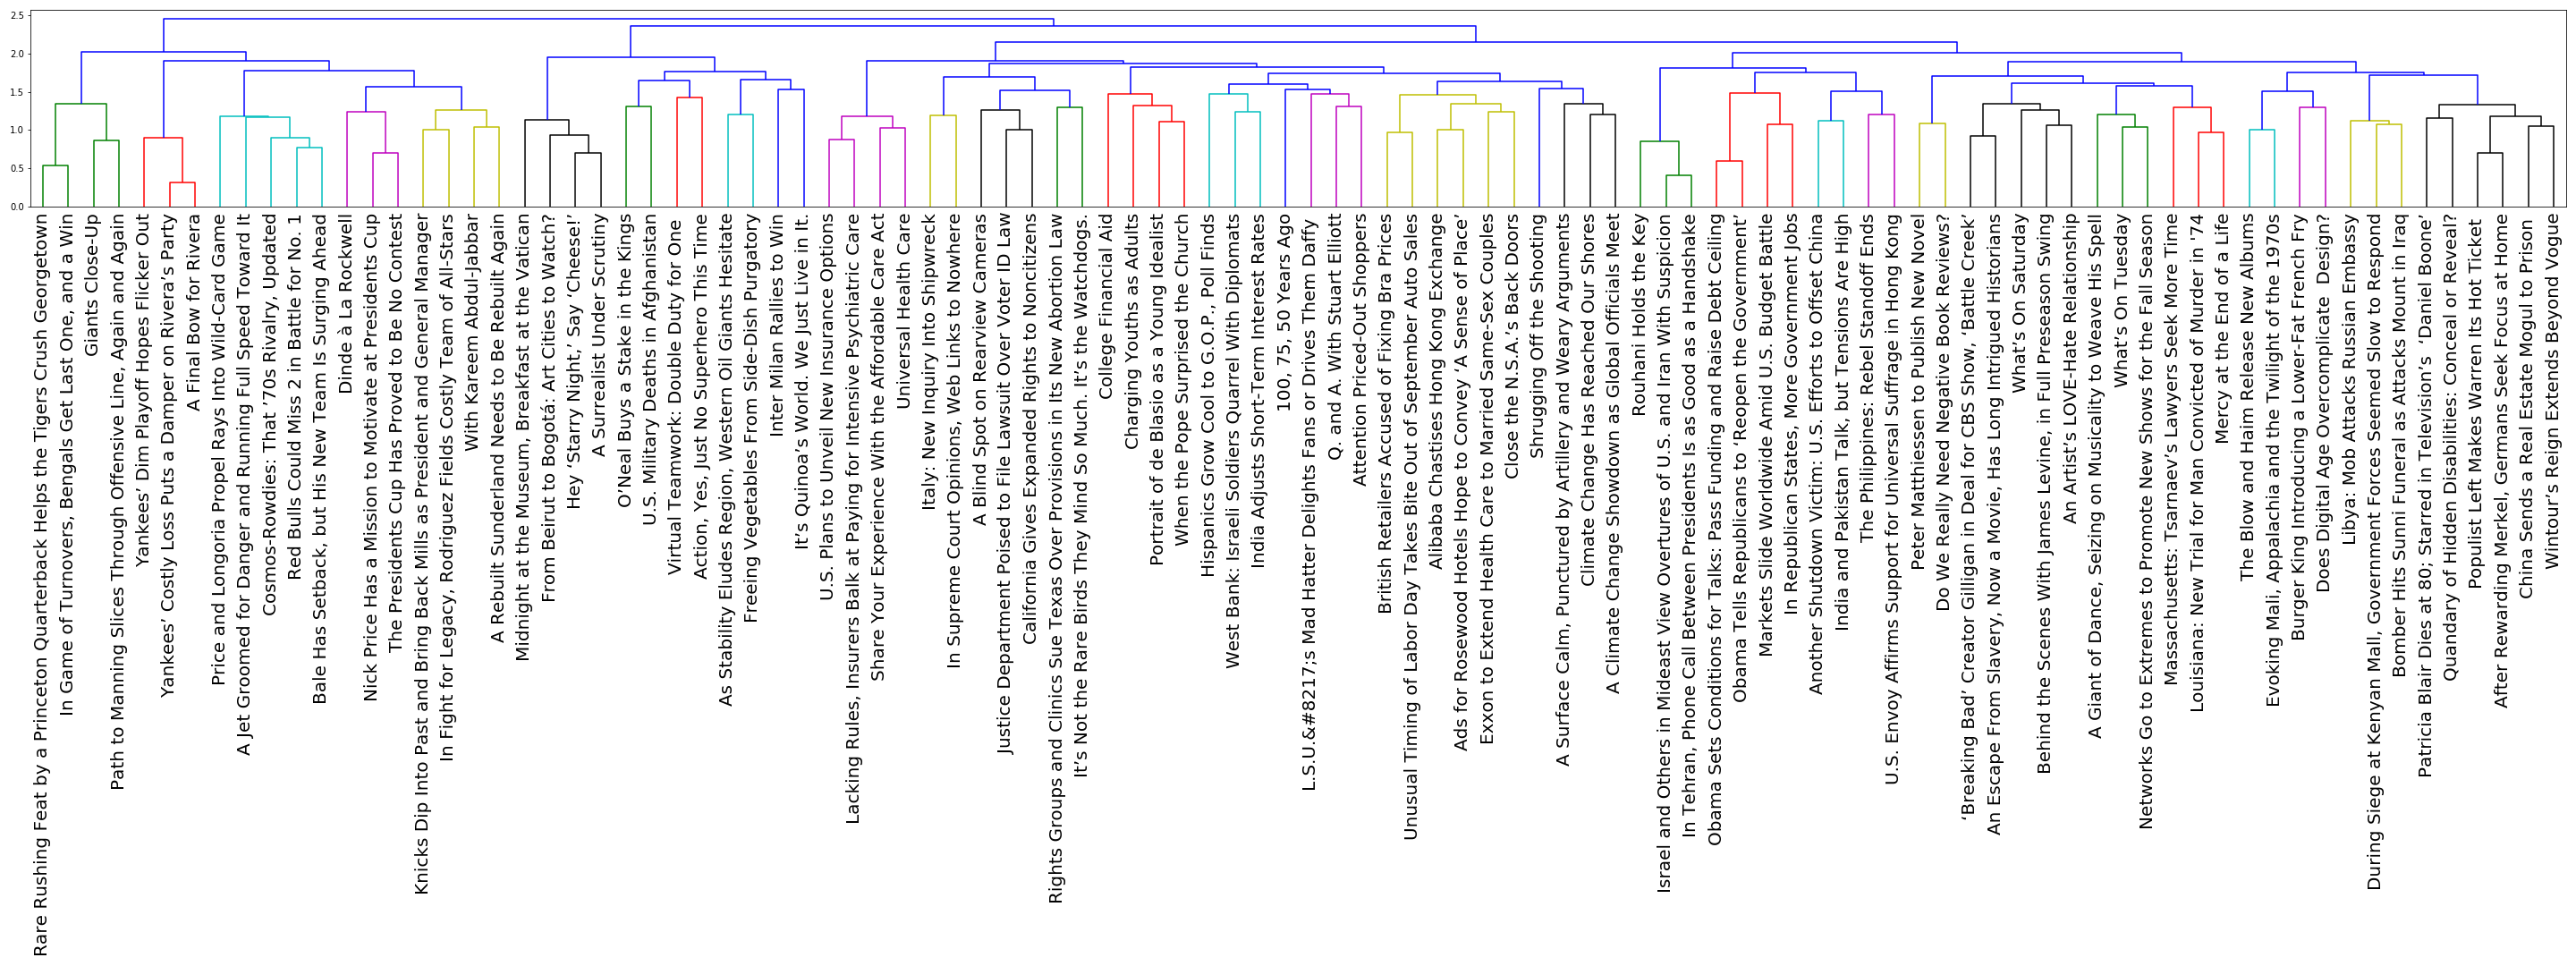 2.5
2.0
1.5
1.0
0.5
0.0
Rare Rushing Feat by a Princeton Quarterback Helps the Tigers Crush Georgetown
In Game of Turnovers, Bengals Get Last One, and a Win
Giants Close-Up
Path to Manning Slices Through Offensive Line, Again and Again
Yankees’ Dim Playoff Hopes Flicker Out
Yankees’ Costly Loss Puts a Damper on Rivera’s Party
A Final Bow for Rivera
Price and Longoria Propel Rays Into Wild-Card Game
A Jet Groomed for Danger and Running Full Speed Toward It
Cosmos-Rowdies: That ’70s Rivalry, Updated
Red Bulls Could Miss 2 in Battle for No. 1
Bale Has Setback, but His New Team Is Surging Ahead
Dinde à La Rockwell
Nick Price Has a Mission to Motivate at Presidents Cup
The Presidents Cup Has Proved to Be No Contest
Knicks Dip Into Past and Bring Back Mills as President and General Manager
In Fight for Legacy, Rodriguez Fields Costly Team of All-Stars
With Kareem Abdul-Jabbar
A Rebuilt Sunderland Needs to Be Rebuilt Again
Midnight at the Museum, Breakfast at the Vatican
From Beirut to Bogotá: Art Cities to Watch?
Hey ‘Starry Night,’ Say ‘Cheese!’
A Surrealist Under Scrutiny
O’Neal Buys a Stake in the Kings
U.S. Military Deaths in Afghanistan
Virtual Teamwork: Double Duty for One
Action, Yes, Just No Superhero This Time
As Stability Eludes Region, Western Oil Giants Hesitate
Freeing Vegetables From Side-Dish Purgatory
Inter Milan Rallies to Win
It’s Quinoa’s World. We Just Live in It.
U.S. Plans to Unveil New Insurance Options
Lacking Rules, Insurers Balk at Paying for Intensive Psychiatric Care
Share Your Experience With the Affordable Care Act
Universal Health Care
Italy: New Inquiry Into Shipwreck
In Supreme Court Opinions, Web Links to Nowhere
A Blind Spot on Rearview Cameras
Justice Department Poised to File Lawsuit Over Voter ID Law
California Gives Expanded Rights to Noncitizens
Rights Groups and Clinics Sue Texas Over Provisions in Its New Abortion Law
It’s Not the Rare Birds They Mind So Much. It’s the Watchdogs.
College Financial Aid
Charging Youths as Adults
Portrait of de Blasio as a Young Idealist
When the Pope Surprised the Church
Hispanics Grow Cool to G.O.P., Poll Finds
West Bank: Israeli Soldiers Quarrel With Diplomats
India Adjusts Short-Term Interest Rates
100, 75, 50 Years Ago
L.S.U.&#8217;s Mad Hatter Delights Fans or Drives Them Daffy
Q. and A. With Stuart Elliott
Attention Priced-Out Shoppers
British Retailers Accused of Fixing Bra Prices
Unusual Timing of Labor Day Takes Bite Out of September Auto Sales
Alibaba Chastises Hong Kong Exchange
Ads for Rosewood Hotels Hope to Convey ‘A Sense of Place’
Exxon to Extend Health Care to Married Same-Sex Couples
Close the N.S.A.’s Back Doors
Shrugging Off the Shooting
A Surface Calm, Punctured by Artillery and Weary Arguments
Climate Change Has Reached Our Shores
A Climate Change Showdown as Global Officials Meet
Rouhani Holds the Key
Israel and Others in Mideast View Overtures of U.S. and Iran With Suspicion
In Tehran, Phone Call Between Presidents Is as Good as a Handshake
Obama Sets Conditions for Talks: Pass Funding and Raise Debt Ceiling
Obama Tells Republicans to ‘Reopen the Government’
Markets Slide Worldwide Amid U.S. Budget Battle
In Republican States, More Government Jobs
Another Shutdown Victim: U.S. Efforts to Offset China
India and Pakistan Talk, but Tensions Are High
The Philippines: Rebel Standoff Ends
U.S. Envoy Affirms Support for Universal Suffrage in Hong Kong
Peter Matthiessen to Publish New Novel
Do We Really Need Negative Book Reviews?
‘Breaking Bad’ Creator Gilligan in Deal for CBS Show, ‘Battle Creek’
An Escape From Slavery, Now a Movie, Has Long Intrigued Historians
What’s On Saturday
Behind the Scenes With James Levine, in Full Preseason Swing
An Artist’s LOVE-Hate Relationship
A Giant of Dance, Seizing on Musicality to Weave His Spell
What’s On Tuesday
Networks Go to Extremes to Promote New Shows for the Fall Season
Massachusetts: Tsarnaev’s Lawyers Seek More Time
Louisiana: New Trial for Man Convicted of Murder in '74
Mercy at the End of a Life
The Blow and Haim Release New Albums
Evoking Mali, Appalachia and the Twilight of the 1970s
Burger King Introducing a Lower-Fat French Fry
Does Digital Age Overcomplicate  Design?
Libya: Mob Attacks Russian Embassy
During Siege at Kenyan Mall, Government Forces Seemed Slow to Respond
Bomber Hits Sunni Funeral as Attacks Mount in Iraq
Patricia Blair Dies at 80; Starred in Television’s  ‘Daniel Boone’
Quandary of Hidden Disabilities: Conceal or Reveal?
Populist Left Makes Warren Its Hot Ticket
After Rewarding Merkel, Germans Seek Focus at Home
China Sends a Real Estate Mogul to Prison
Wintour’s Reign Extends Beyond Vogue